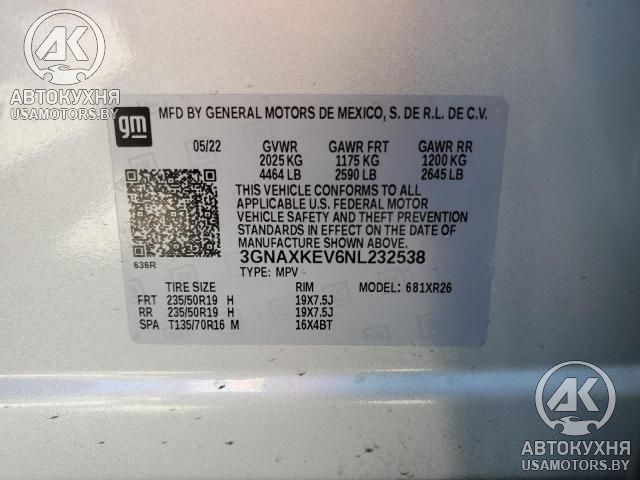 АК
АВТОКУХНЯ
USAMOTORS.BY
gm
MFD BY GENERAL MOTORS DE MEXICO, S. DE R.L. DE C.V.
05/22 GVWR GAWR FRT GAWR RR
2025 KG 1175 KG 1200 KG
4464 LB 2590 LB 2645 LB
THIS VEHICLE CONFORMS TO ALL
APPLICABLE U.S. FEDERAL MOTOR
VEHICLE SAFETY AND THEFT PREVENTION
STANDARDS IN EFFECT ON THE DATE OF
MANUFACTURE SHOWN ABOVE.
636R 3GNAXKEV6NL232538
TYPE: MPV
TIRE SIZE RIM MODEL: 681XR26
FRT 235/50R19 H 19X7.5J
RR 235/50R19 H 19X7.5J
SPA T135/70R16 M 16X4BT
АК
АВТОКУХНЯ
USAMOTORS.BY